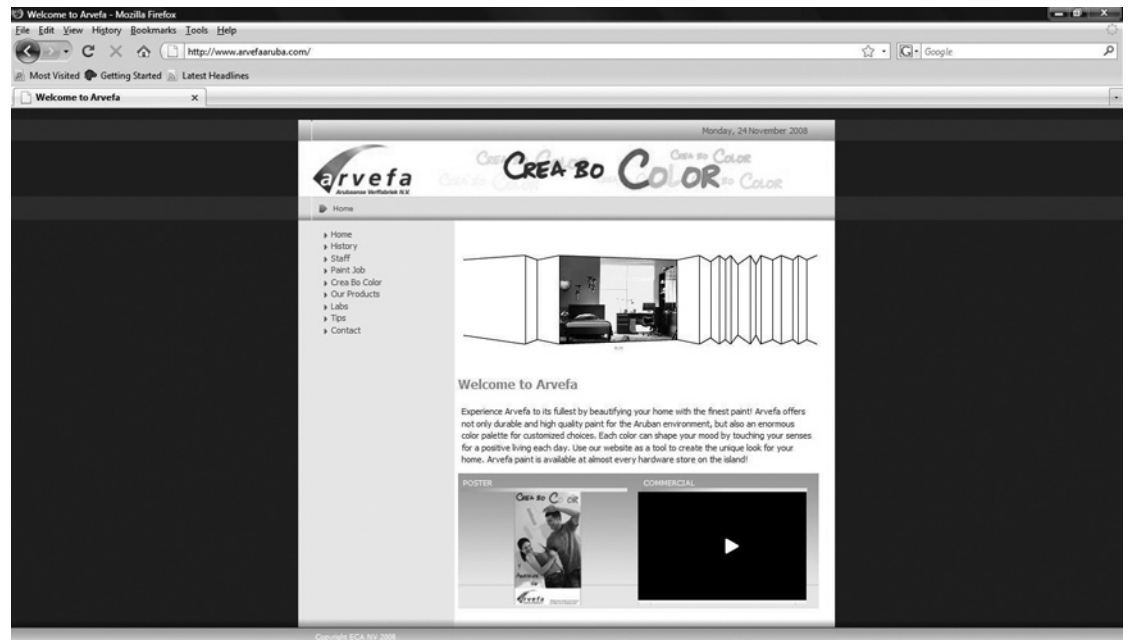 Welcome to Arvefa - Mozilla Firefox
File Edit View History Bookmarks Tools Help
http://www.arvefaaruba.com/
Google
Most Visited Getting Started Latest Headlines
Welcome to Arvefa
Monday, 24 November 2008
arvefa
Arubaanse Verffabriek N.V.
CREA BO COLOR
CREA BO COLOR
Home
Home
History
Staff
Paint Job
Crea Bo Color
Our Products
Labs
Tips
Contact
Welcome to Arvefa
Experience Arvefa to its fullest by beautifying your home with the finest paint! Arvefa offers
not only durable and high quality paint for the Aruban environment, but also an enormous
color palette for customized choices. Each color can shape your mood by touching your senses
for a positive living each day. Use our website as a tool to create the unique look for your
home. Arvefa paint is available at almost every hardware store on the island!
POSTER
COMMERCIAL
CREA BO COLOR
arvefa
Copyright ECA NV 2008